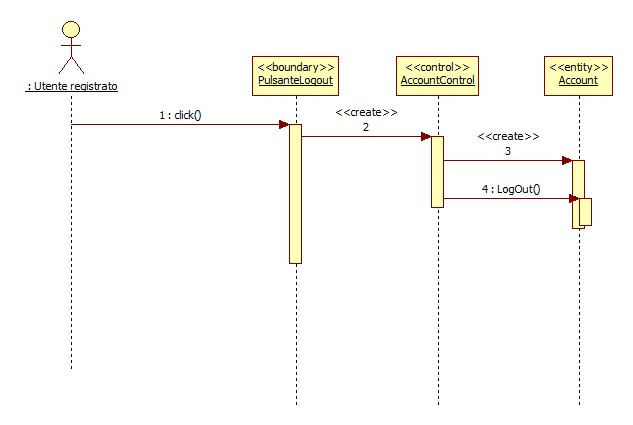 <<boundary>>
PulsanteLogout
<<control>>
AccountControl
<<entity>>
Account
: Utente registrato
1 : click()
<<create>>
2
<<create>>
3
4 : LogOut()